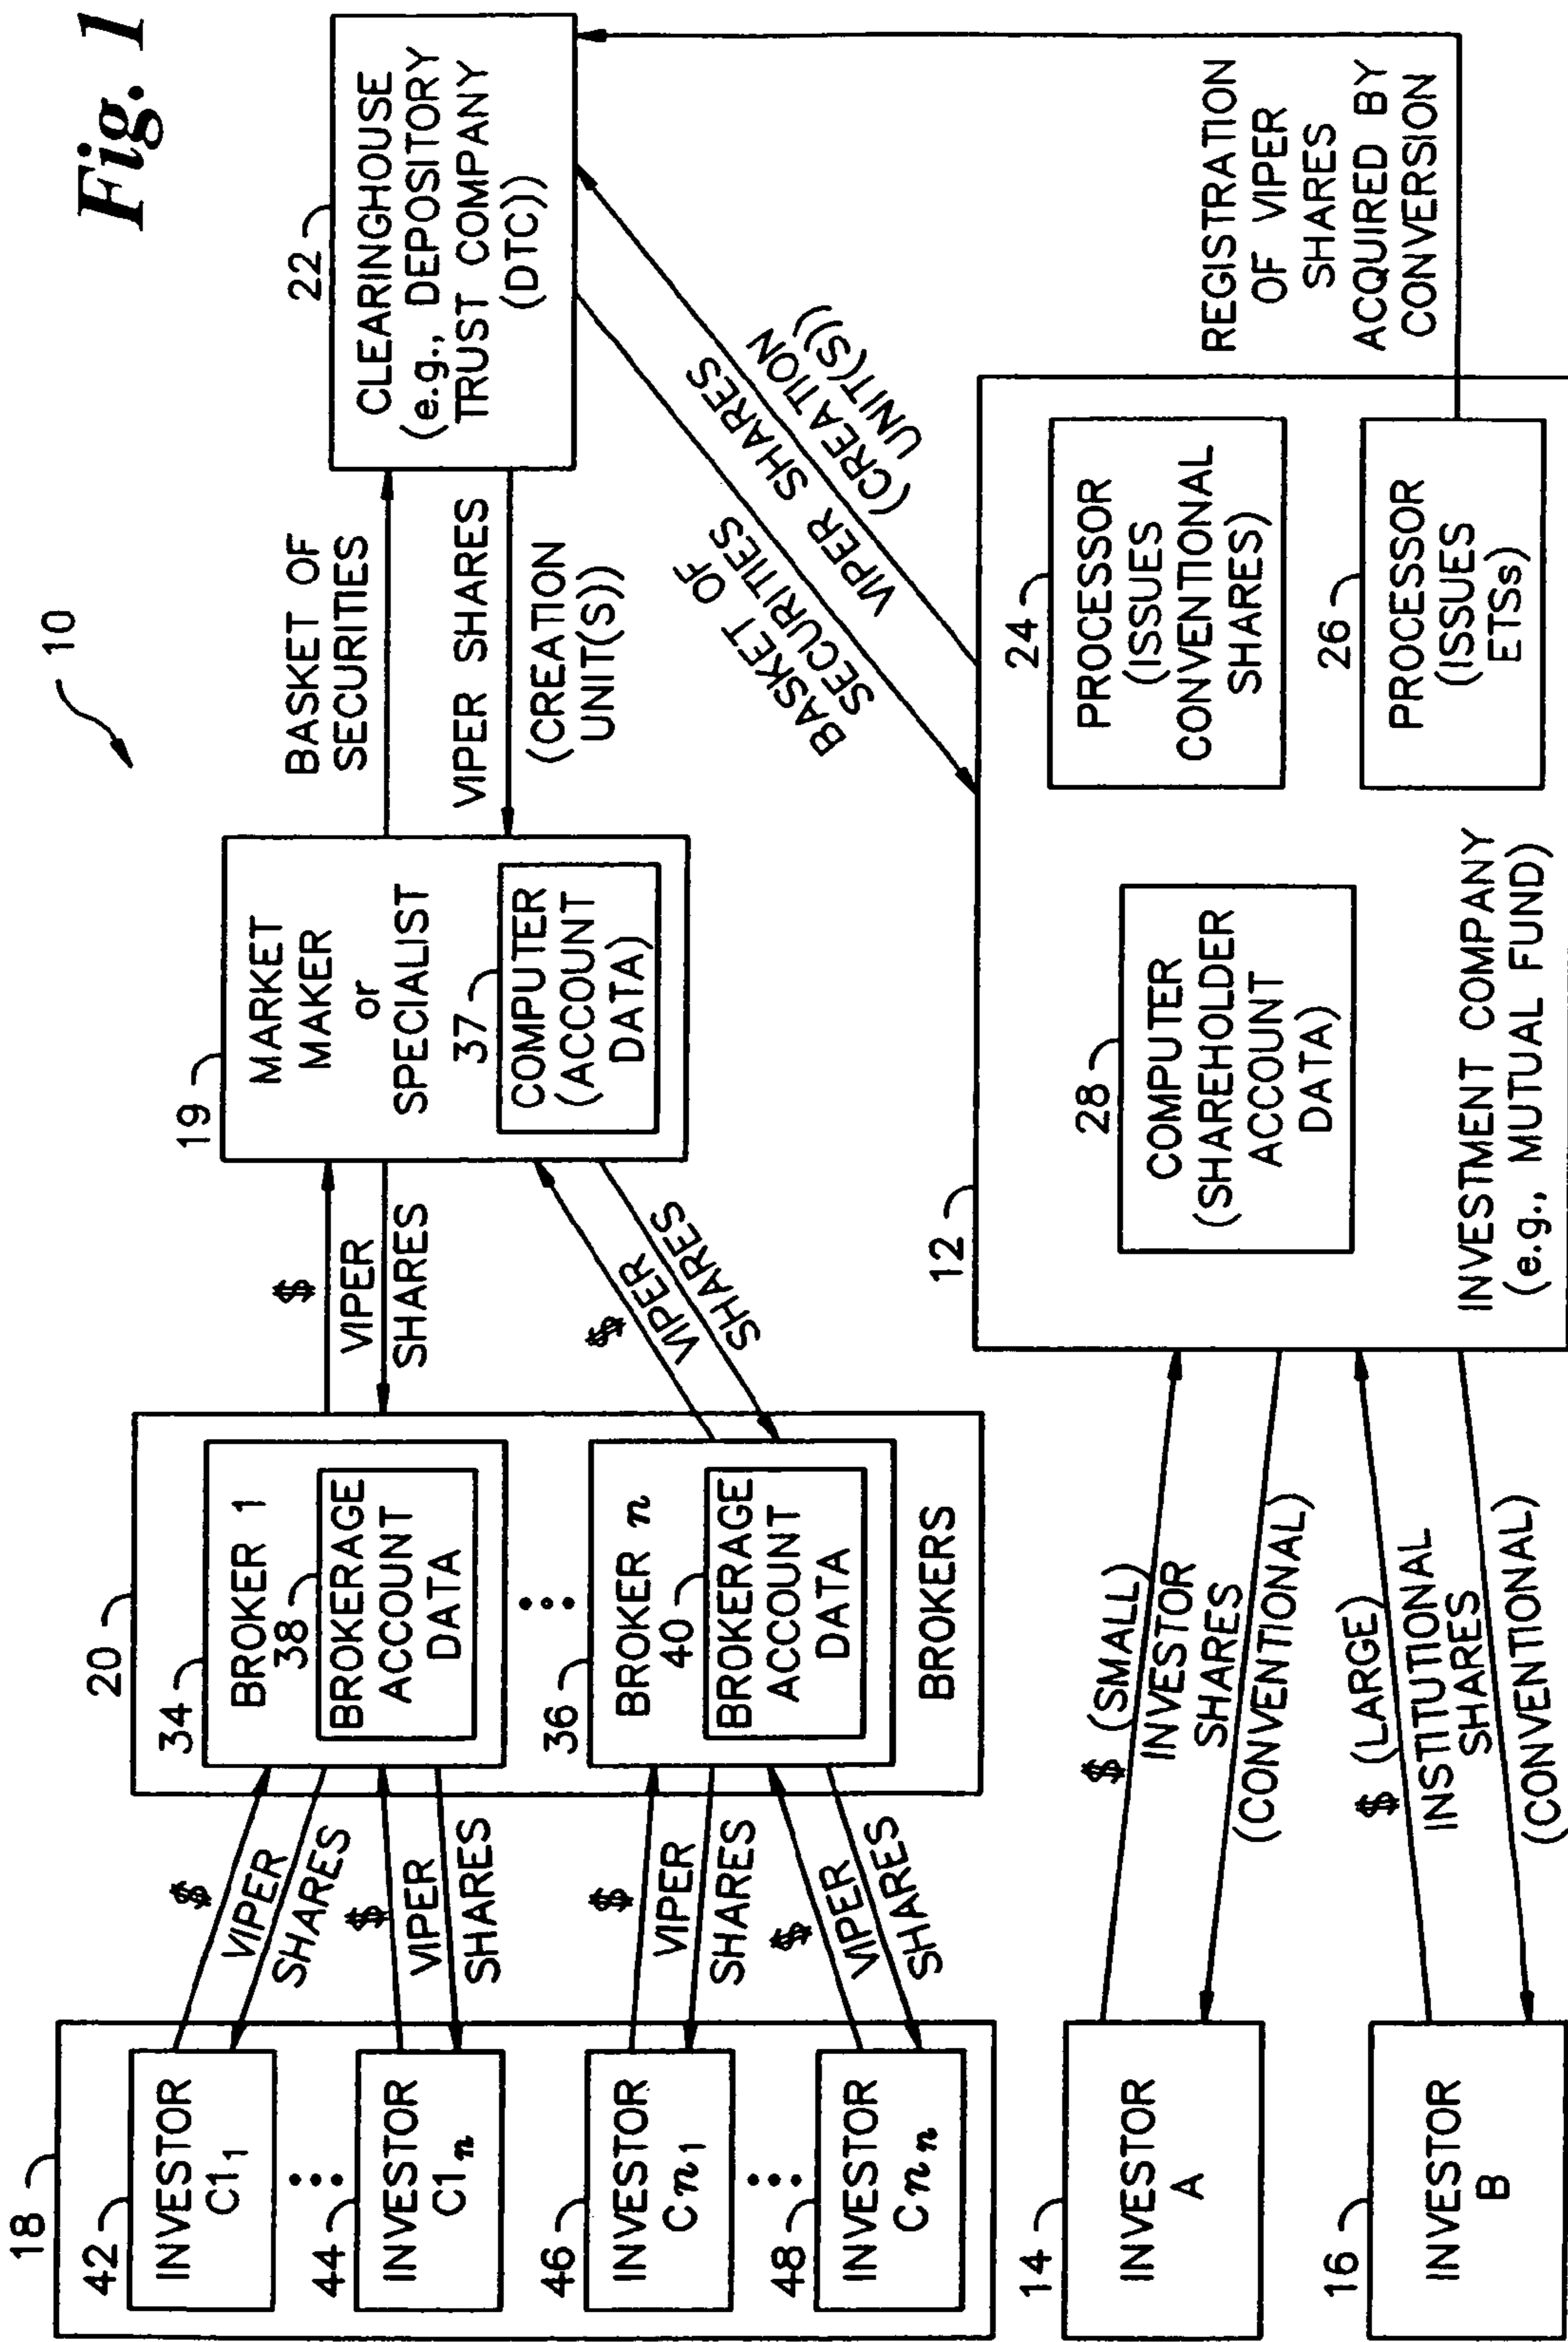 Fig. 1
10
18
42
INVESTOR
C1₁
44
INVESTOR
C1ₙ
46
INVESTOR
Cn₁
48
INVESTOR
Cnₙ
$
VIPER
SHARES
$
VIPER
SHARES
$
VIPER
SHARES
$
VIPER
SHARES
20
34
BROKER 1
38
BROKERAGE
ACCOUNT
DATA
36
BROKER n
40
BROKERAGE
ACCOUNT
DATA
BROKERS
$
VIPER
SHARES
$
VIPER
SHARES
19
MARKET
MAKER
or
SPECIALIST
37
COMPUTER
(ACCOUNT
DATA)
BASKET OF
SECURITIES
VIPER SHARES
(CREATION
UNIT(S))
22
CLEARINGHOUSE
(e.g., DEPOSITORY
TRUST COMPANY
(DTC))
BASKET OF
SECURITIES
VIPER SHARES
(CREATION
UNIT(S))
REGISTRATION
OF VIPER
SHARES
ACQUIRED BY
CONVERSION
14
INVESTOR
A
16
INVESTOR
B
$ (SMALL)
INVESTOR
SHARES
(CONVENTIONAL)
$ (LARGE)
INSTITUTIONAL
SHARES
(CONVENTIONAL)
12
28
COMPUTER
(SHAREHOLDER
ACCOUNT
DATA)
24
PROCESSOR
(ISSUES
CONVENTIONAL
SHARES)
26
PROCESSOR
(ISSUES
ETSs)
INVESTMENT COMPANY
(e.g., MUTUAL FUND)